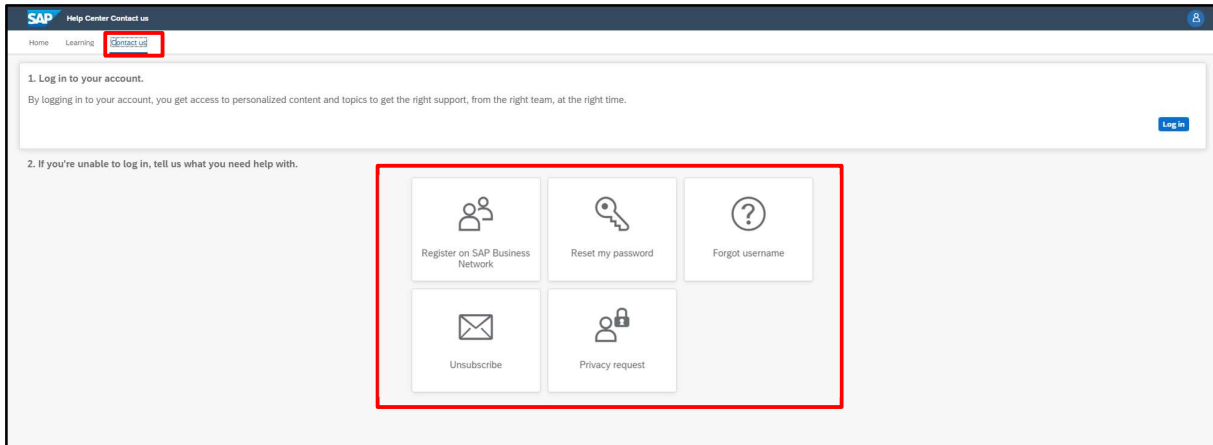 SAP Help Center Contact us
Home Learning Contact us
1. Log in to your account.
By logging in to your account, you get access to personalized content and topics to get the right support, from the right team, at the right time.
Log in
2. If you're unable to log in, tell us what you need help with.
Register on SAP Business
Network
Reset my password
Forgot username
Unsubscribe
Privacy request